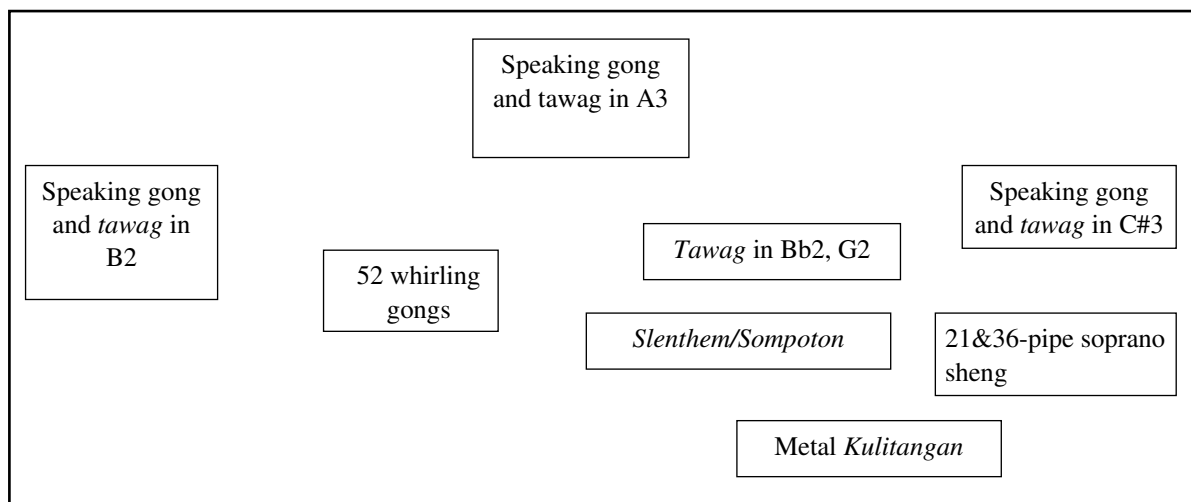 Speaking gong
and tawag in A3
Speaking gong
and tawag in
B2
Speaking gong
and tawag in C#3
Tawag in Bb2, G2
52 whirling
gongs
Slenthem/Sompoton
21&36-pipe soprano
sheng
Metal Kulitangan